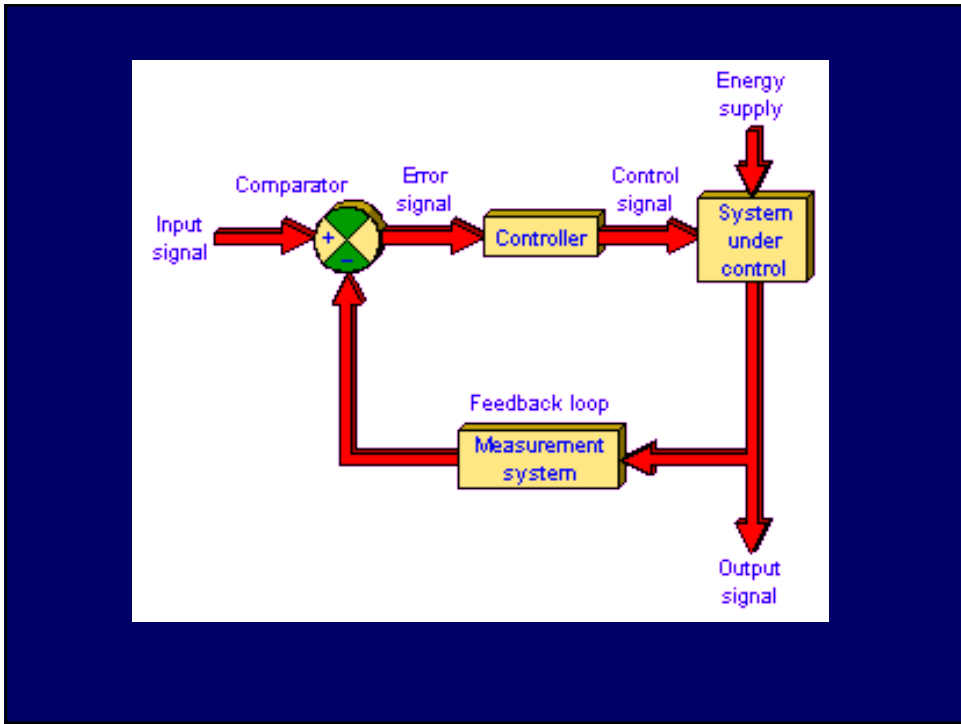 Energy
supply
Comparator
Error
signal
Control
signal
Input
signal
+
−
Controller
System
under
control
Feedback loop
Measurement
system
Output
signal